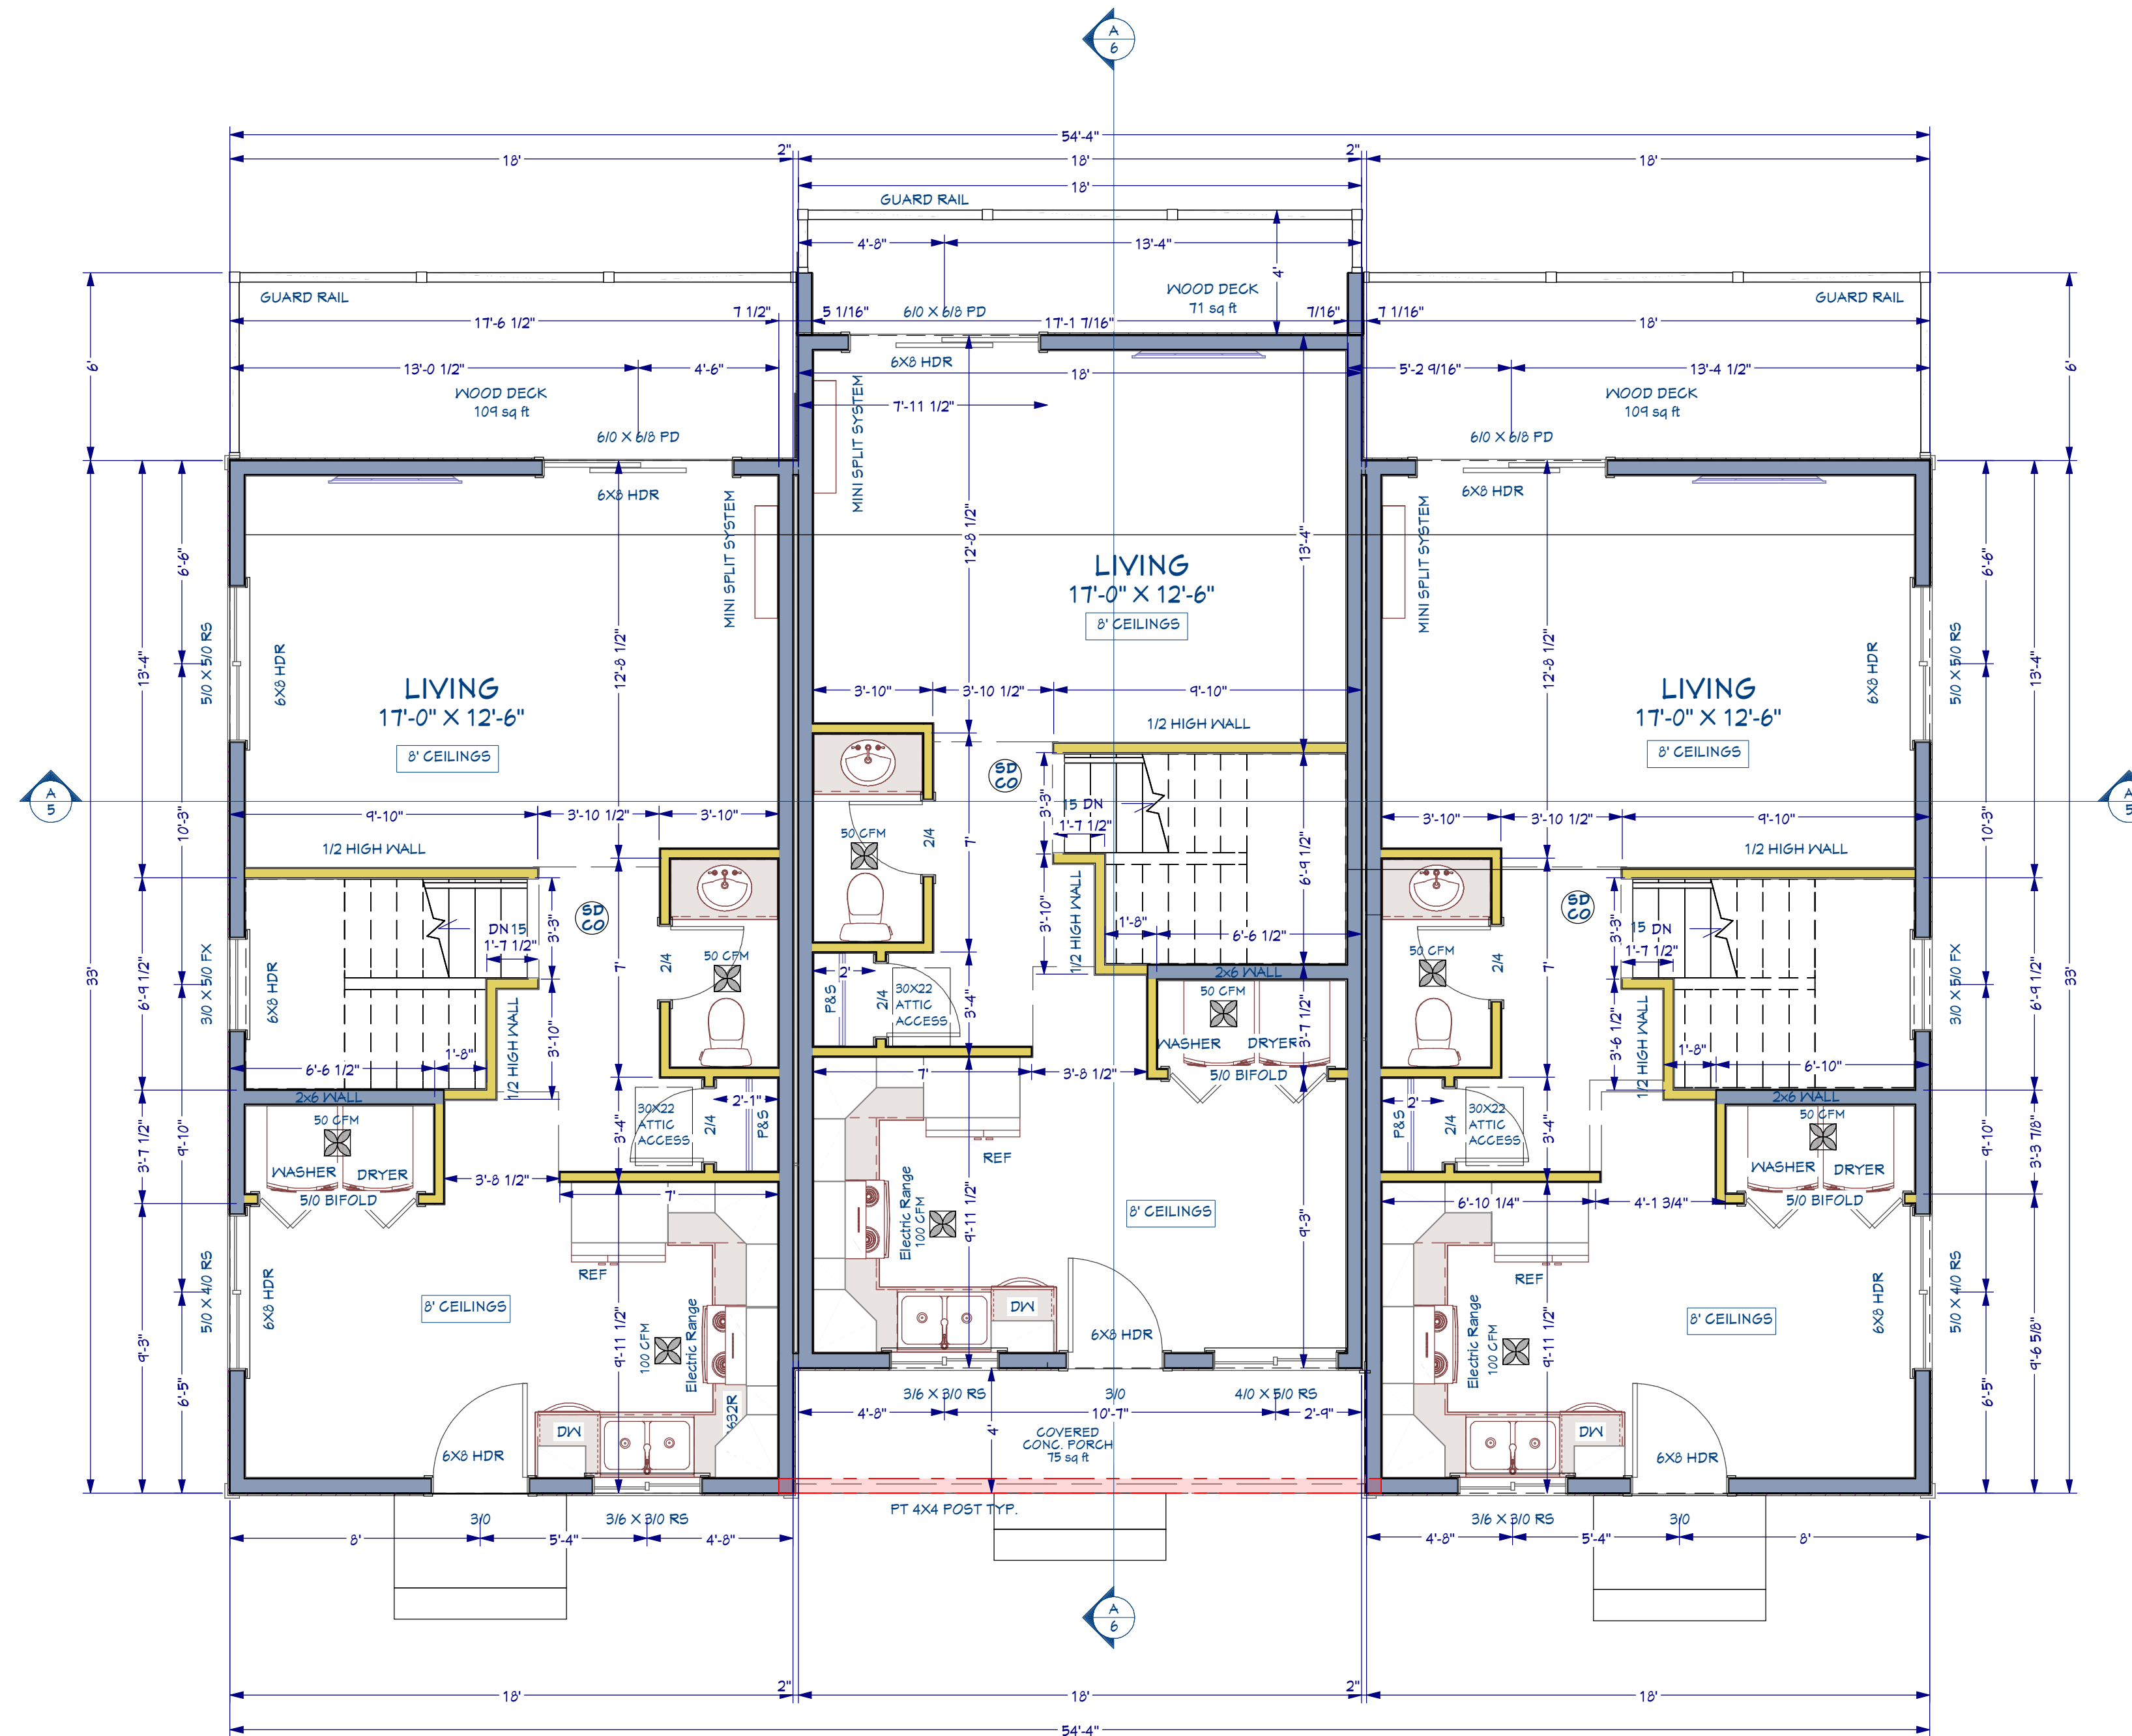 A
6
54'-4"
18'
2"
18'
2"
18'
18'
GUARD RAIL
4'-8"
13'-4"
4'
GUARD RAIL
WOOD DECK
71 sq ft
GUARD RAIL
6'
17'-6 1/2"
7 1/2"
5 1/16"
6/0 X 6/8 PD
17'-1 7/16"
7/16"
7 1/16"
18'
6'
6X8 HDR
13'-0 1/2"
4'-6"
18'
5'-2 9/16"
13'-4 1/2"
WOOD DECK
109 sq ft
MINI SPLIT SYSTEM
7'-11 1/2"
WOOD DECK
109 sq ft
6/0 X 6/8 PD
6/0 X 6/8 PD
6X8 HDR
6X8 HDR
MINI SPLIT SYSTEM
12'-8 1/2"
13'-4"
MINI SPLIT SYSTEM
6'-6"
6'-6"
LIVING
17'-0" X 12'-6"
8' CEILINGS
13'-4"
5/0 X 5/0 RS
6X8 HDR
12'-8 1/2"
12'-8 1/2"
6X8 HDR
5/0 X 5/0 RS
13'-4"
LIVING
17'-0" X 12'-6"
8' CEILINGS
3'-10"
3'-10 1/2"
9'-10"
LIVING
17'-0" X 12'-6"
8' CEILINGS
1/2 HIGH WALL
SD
CO
A
5
A
5
3'-3"
15 DN
1'-7 1/2"
9'-10"
3'-10 1/2"
3'-10"
50 CFM
2/4
7'
6'-9 1/2"
3'-10"
3'-10 1/2"
9'-10"
10'-3"
10'-3"
1/2 HIGH WALL
1/2 HIGH WALL
3'-10"
1/2 HIGH WALL
1'-8"
6'-6 1/2"
SD
CO
SD
CO
DN 15
1'-7 1/2"
3'-3"
15 DN
1'-7 1/2"
3'-3"
33'
6'-9 1/2"
3/0 X 5/0 FX
6X8 HDR
7'
2/4
50 CFM
2'
P&S
2/4
30X22
ATTIC
ACCESS
3'-4"
2x6 WALL
50 CFM
WASHER
DRYER
3'-7 1/2"
5/0 BIFOLD
50 CFM
2/4
7'
3/0 X 5/0 FX
6'-9 1/2"
33'
1/2 HIGH WALL
3'-10"
3'-6 1/2"
1/2 HIGH WALL
6'-6 1/2"
1'-8"
7'
3'-8 1/2"
1'-8"
6'-10"
2x6 WALL
50 CFM
WASHER
DRYER
5/0 BIFOLD
3'-7 1/2"
9'-10"
30X22
ATTIC
ACCESS
3'-4"
2/4
2'-1"
P&S
2'
P&S
2/4
30X22
ATTIC
ACCESS
3'-4"
2x6 WALL
50 CFM
WASHER
DRYER
5/0 BIFOLD
9'-10"
3'-3 7/8"
REF
3'-8 1/2"
7'
Electric Range
100 CFM
9'-11 1/2"
8' CEILINGS
9'-3"
6'-10 1/4"
4'-1 3/4"
REF
REF
9'-3"
5/0 X 4/0 RS
6X8 HDR
8' CEILINGS
9'-11 1/2"
100 CFM
Electric Range
DW
6X8 HDR
Electric Range
100 CFM
9'-11 1/2"
8' CEILINGS
6X8 HDR
5/0 X 4/0 RS
9'-6 5/8"
6'-5"
6'-5"
3/6 X 3/0 RS
3/0
4/0 X 5/0 RS
4'-8"
10'-7"
2'-9"
4'
COVERED
CONC. PORCH
75 sq ft
6X8 HDR
DW
632R
DW
6X8 HDR
PT 4X4 POST TYP.
3/0
3/6 X 3/0 RS
3/6 X 3/0 RS
3/0
8'
5'-4"
4'-8"
4'-8"
5'-4"
8'
A
6
18'
2"
18'
2"
18'
54'-4"